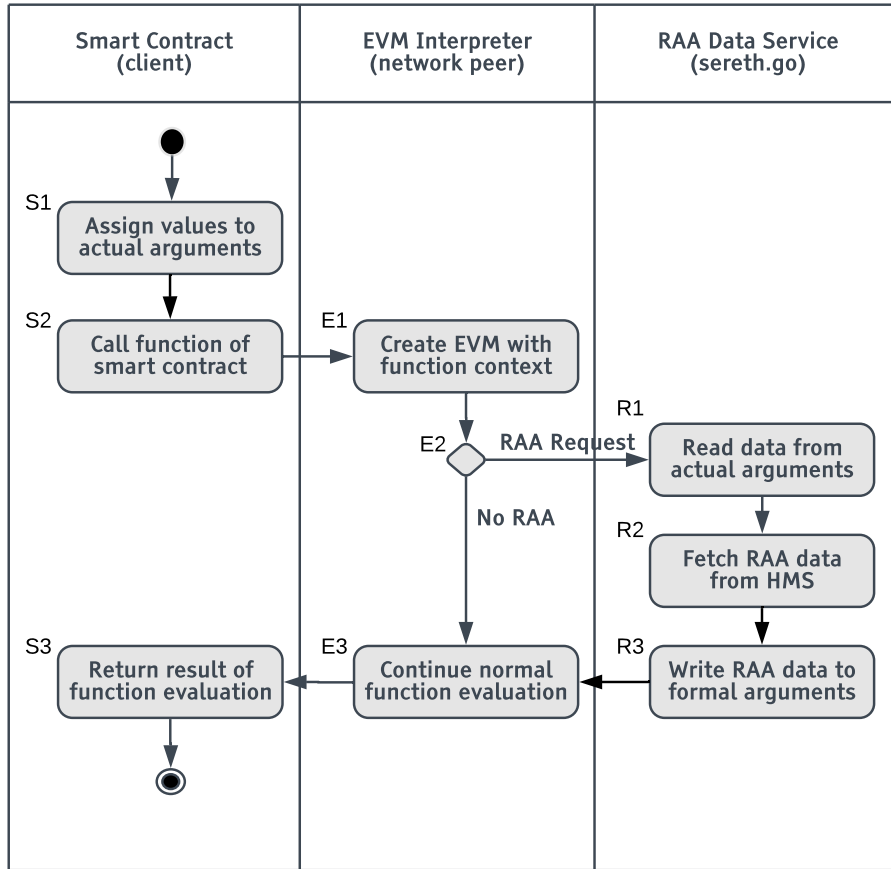 Smart Contract
(client)
EVM Interpreter
(network peer)
RAA Data Service
(sereth.go)
S1
Assign values to
actual arguments
S2
Call function of
smart contract
E1
Create EVM with
function context
E2
RAA Request
R1
Read data from
actual arguments
No RAA
R2
Fetch RAA data
from HMS
S3
Return result of
function evaluation
E3
Continue normal
function evaluation
R3
Write RAA data to
formal arguments